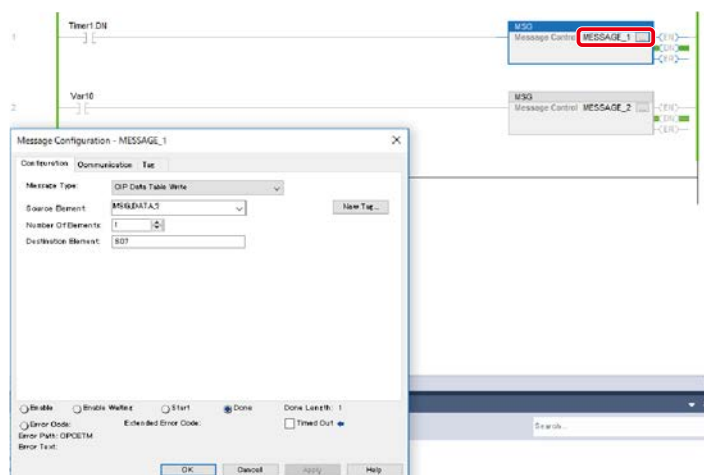 Timer1.DN
MSG
1
Message Control MESSAGE_1 ...
(EN)
(DN)
(ER)
Var10
MSG
2
Message Control MESSAGE_2 ...
(EN)
(DN)
(ER)
Message Configuration - MESSAGE_1
Configuration Communication Tag
Message Type: CIP Data Table Write
Source Element:
New Tag...
Number Of Elements: 1
Destination Element:
Enable Enable Waiting Start Done Done Length: 1
Error Code: Extended Error Code: Timed Out
Error Path: OPCETM
Error Text:
OK Cancel Apply Help
Search...